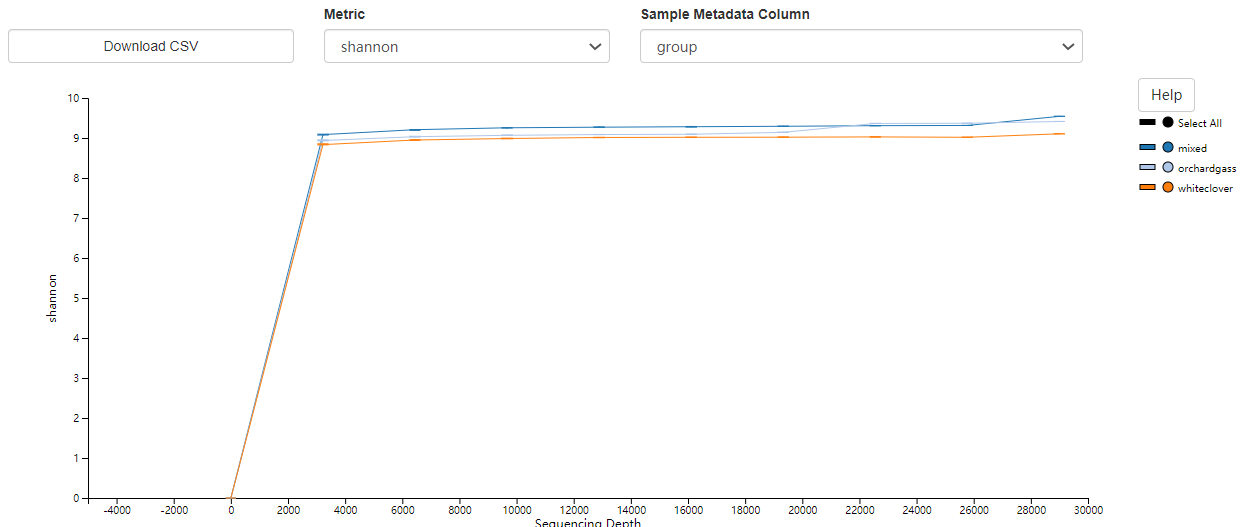 Metric
Sample Metadata Column
Download CSV
shannon
group
Help
Select All
mixed
orchardgass
whiteclover
shannon
10
9
8
7
6
5
4
3
2
1
0
-4000 -2000 0 2000 4000 6000 8000 10000 12000 14000 16000 18000 20000 22000 24000 26000 28000 30000
Sequencing Depth